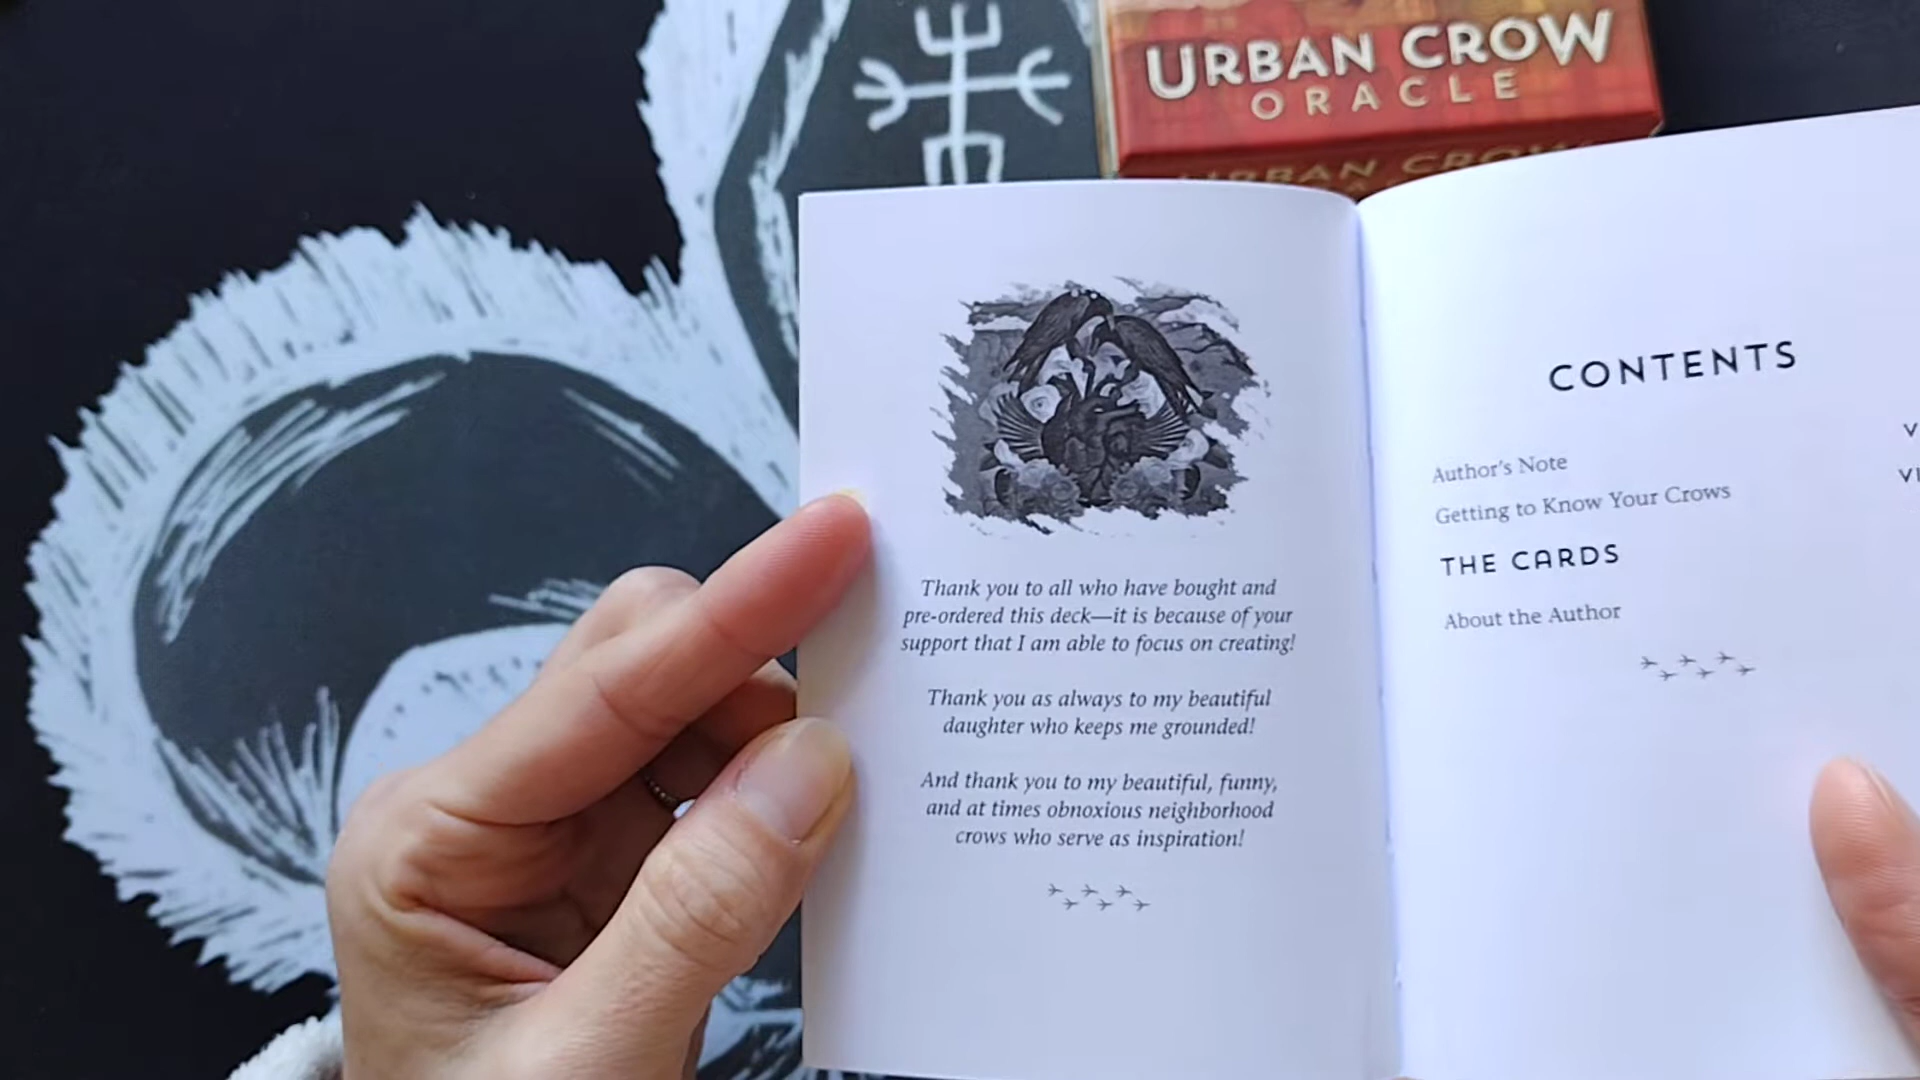 URBAN CROW
ORACLE
URBAN CROW
Thank you to all who have bought and
pre-ordered this deck—it is because of your
support that I am able to focus on creating!
Thank you as always to my beautiful
daughter who keeps me grounded!
And thank you to my beautiful, funny,
and at times obnoxious neighborhood
crows who serve as inspiration!
CONTENTS
Author's Note
Getting to Know Your Crows
THE CARDS
About the Author